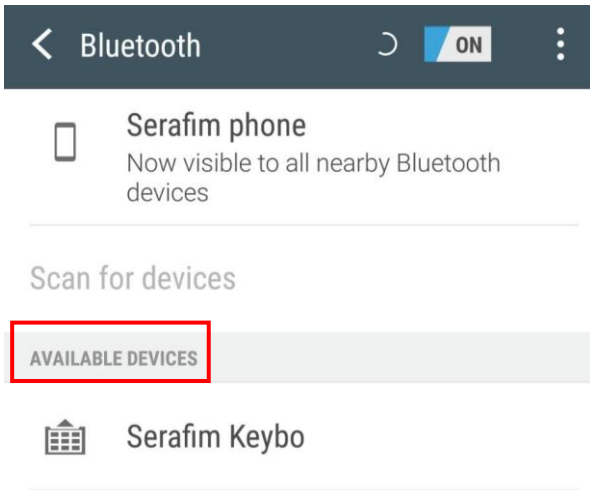 Bluetooth ON
Serafim phone
Now visible to all nearby Bluetooth
devices
Scan for devices
AVAILABLE DEVICES
Serafim Keybo